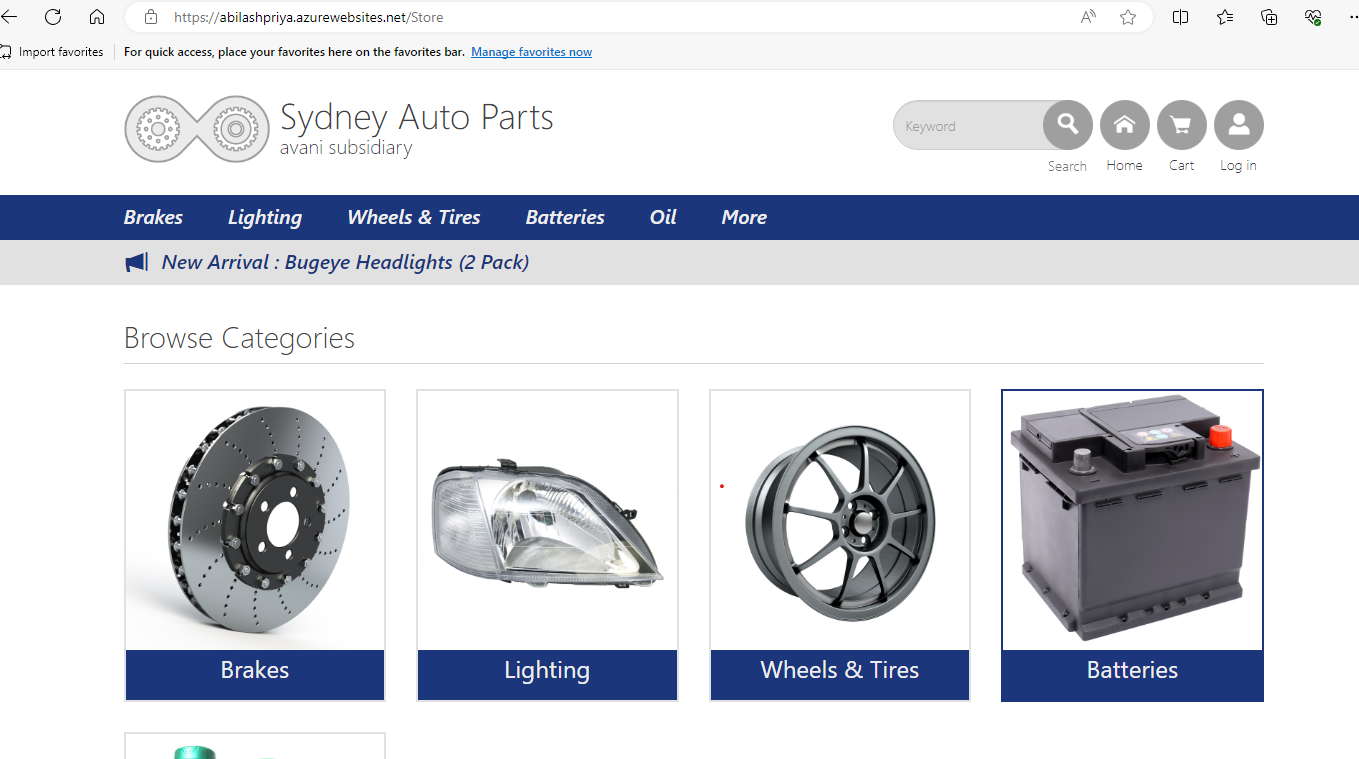 https://abilashpriya.azurewebsites.net/Store
Import favorites For quick access, place your favorites here on the favorites bar. Manage favorites now
Sydney Auto Parts
avani subsidiary
Keyword
Search Home Cart Log in
Brakes Lighting Wheels & Tires Batteries Oil More
New Arrival : Bugeye Headlights (2 Pack)
Browse Categories
Brakes Lighting Wheels & Tires Batteries